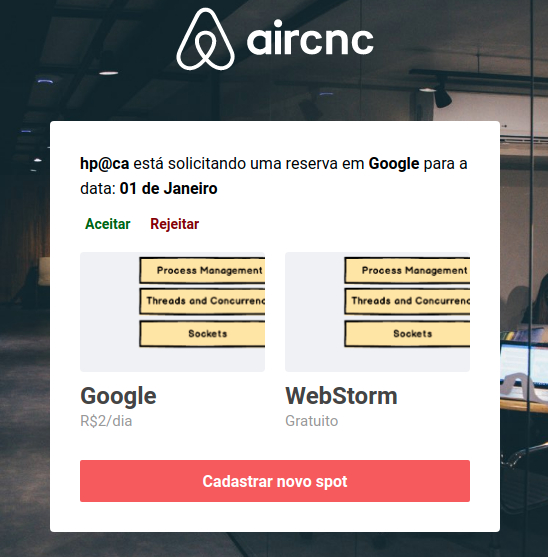 aircnc
hp@ca está solicitando uma reserva em Google para a
data: 01 de Janeiro
Aceitar Rejeitar
Process Management
Threads and Concurrenc
Sockets
Process Management
Threads and Concurrenc
Sockets
Google
R$2/dia
WebStorm
Gratuito
Cadastrar novo spot